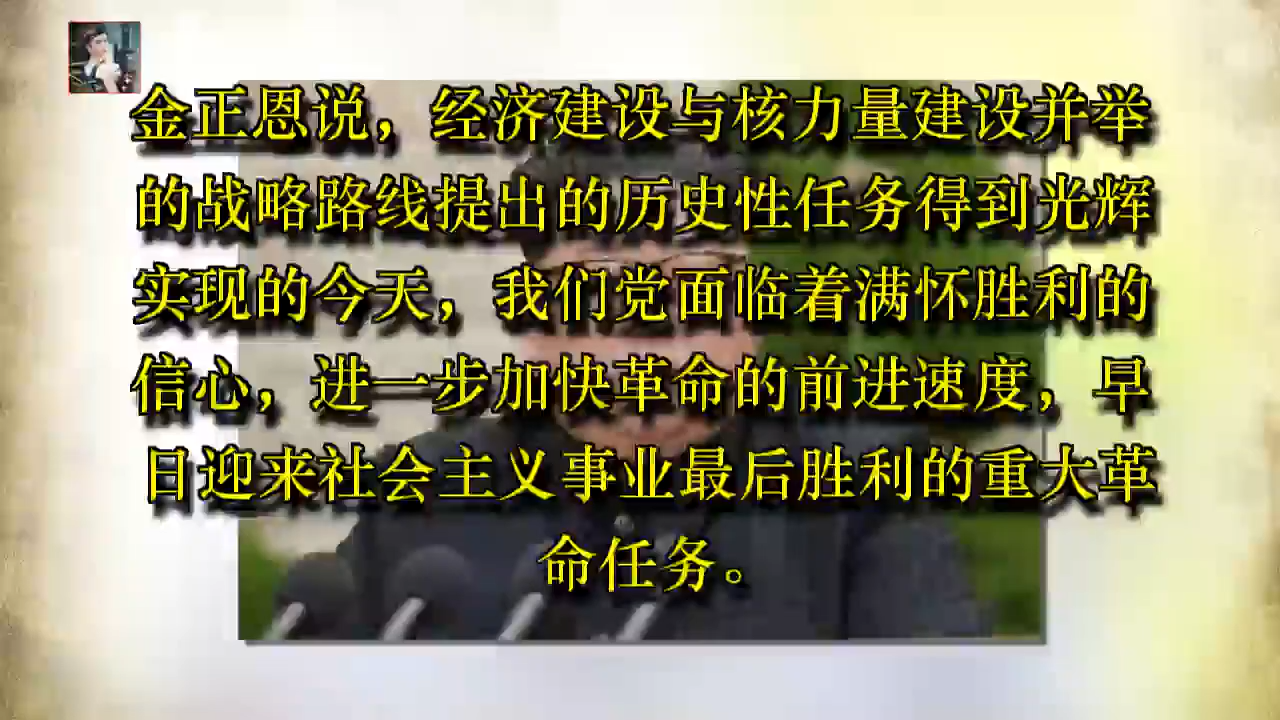 金正恩说，经济建设与核力量建设并举
的战略路线提出的历史性任务得到光辉
实现的今天，我们党面临着满怀胜利的
信心，进一步加快革命的前进速度，早
日迎来社会主义事业最后胜利的重大革
命任务。